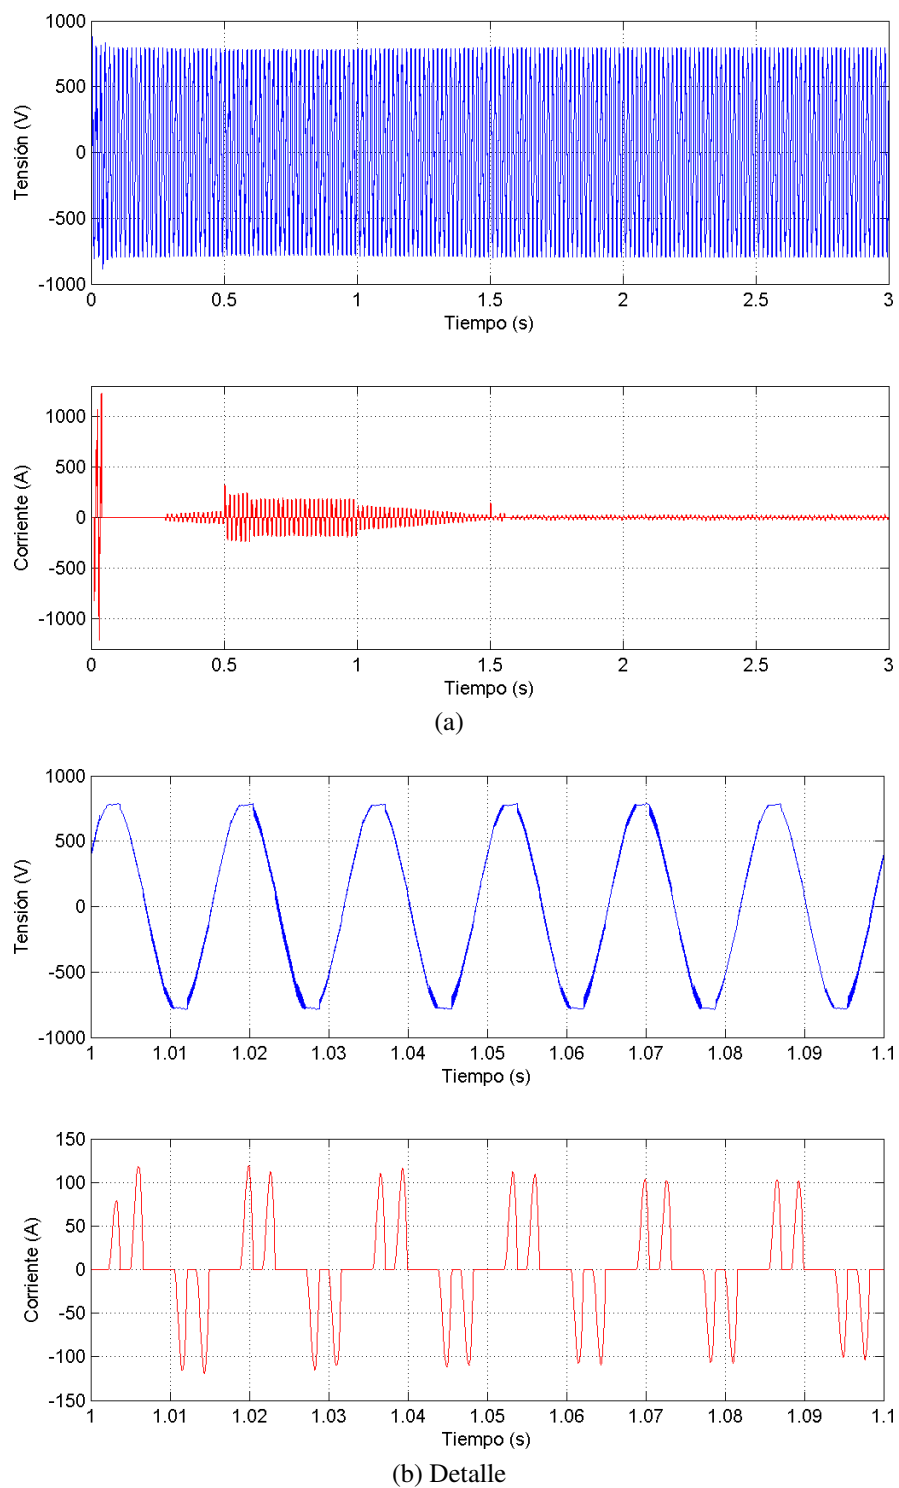 1000
500
0
-500
-1000
Tensión (V)
0 0.5 1 1.5 2 2.5 3
Tiempo (s)
1000
500
0
-500
-1000
Corriente (A)
0 0.5 1 1.5 2 2.5 3
Tiempo (s)
(a)
1000
500
0
-500
-1000
Tensión (V)
1 1.01 1.02 1.03 1.04 1.05 1.06 1.07 1.08 1.09 1.1
Tiempo (s)
150
100
50
0
-50
-100
-150
Corriente (A)
1 1.01 1.02 1.03 1.04 1.05 1.06 1.07 1.08 1.09 1.1
Tiempo (s)
(b) Detalle